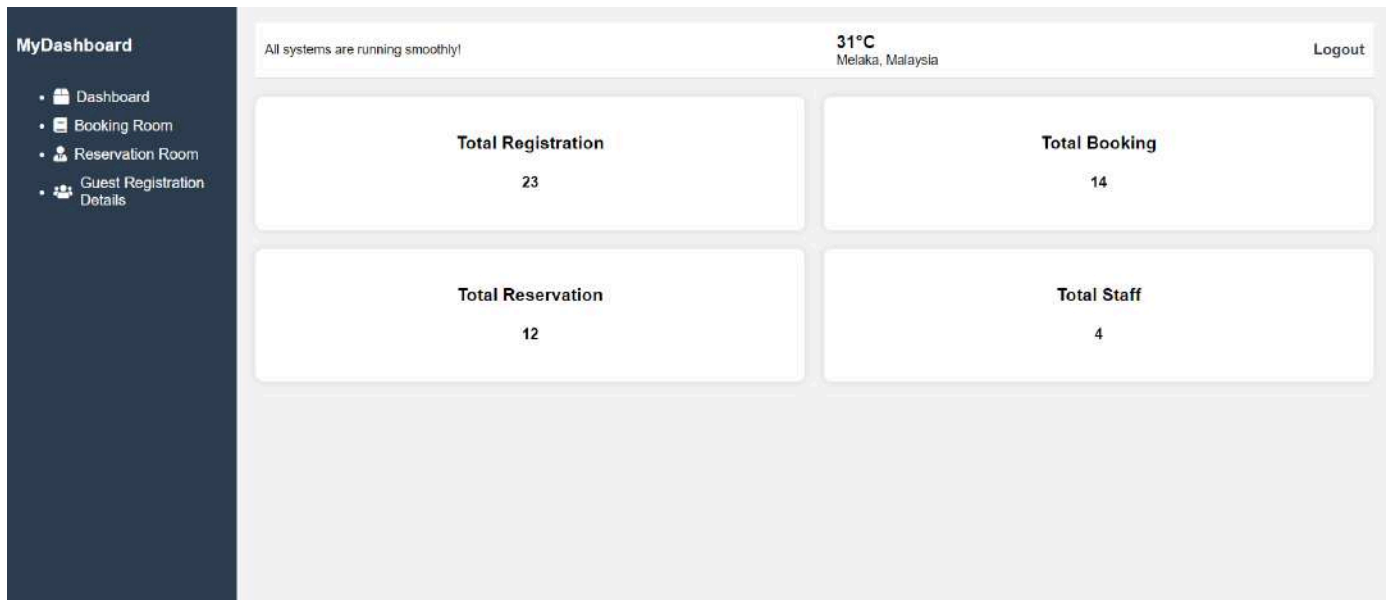 MyDashboard
Dashboard
Booking Room
Reservation Room
Guest Registration
Details
All systems are running smoothly!
31°C
Melaka, Malaysia
Logout
Total Registration
23
Total Booking
14
Total Reservation
12
Total Staff
4